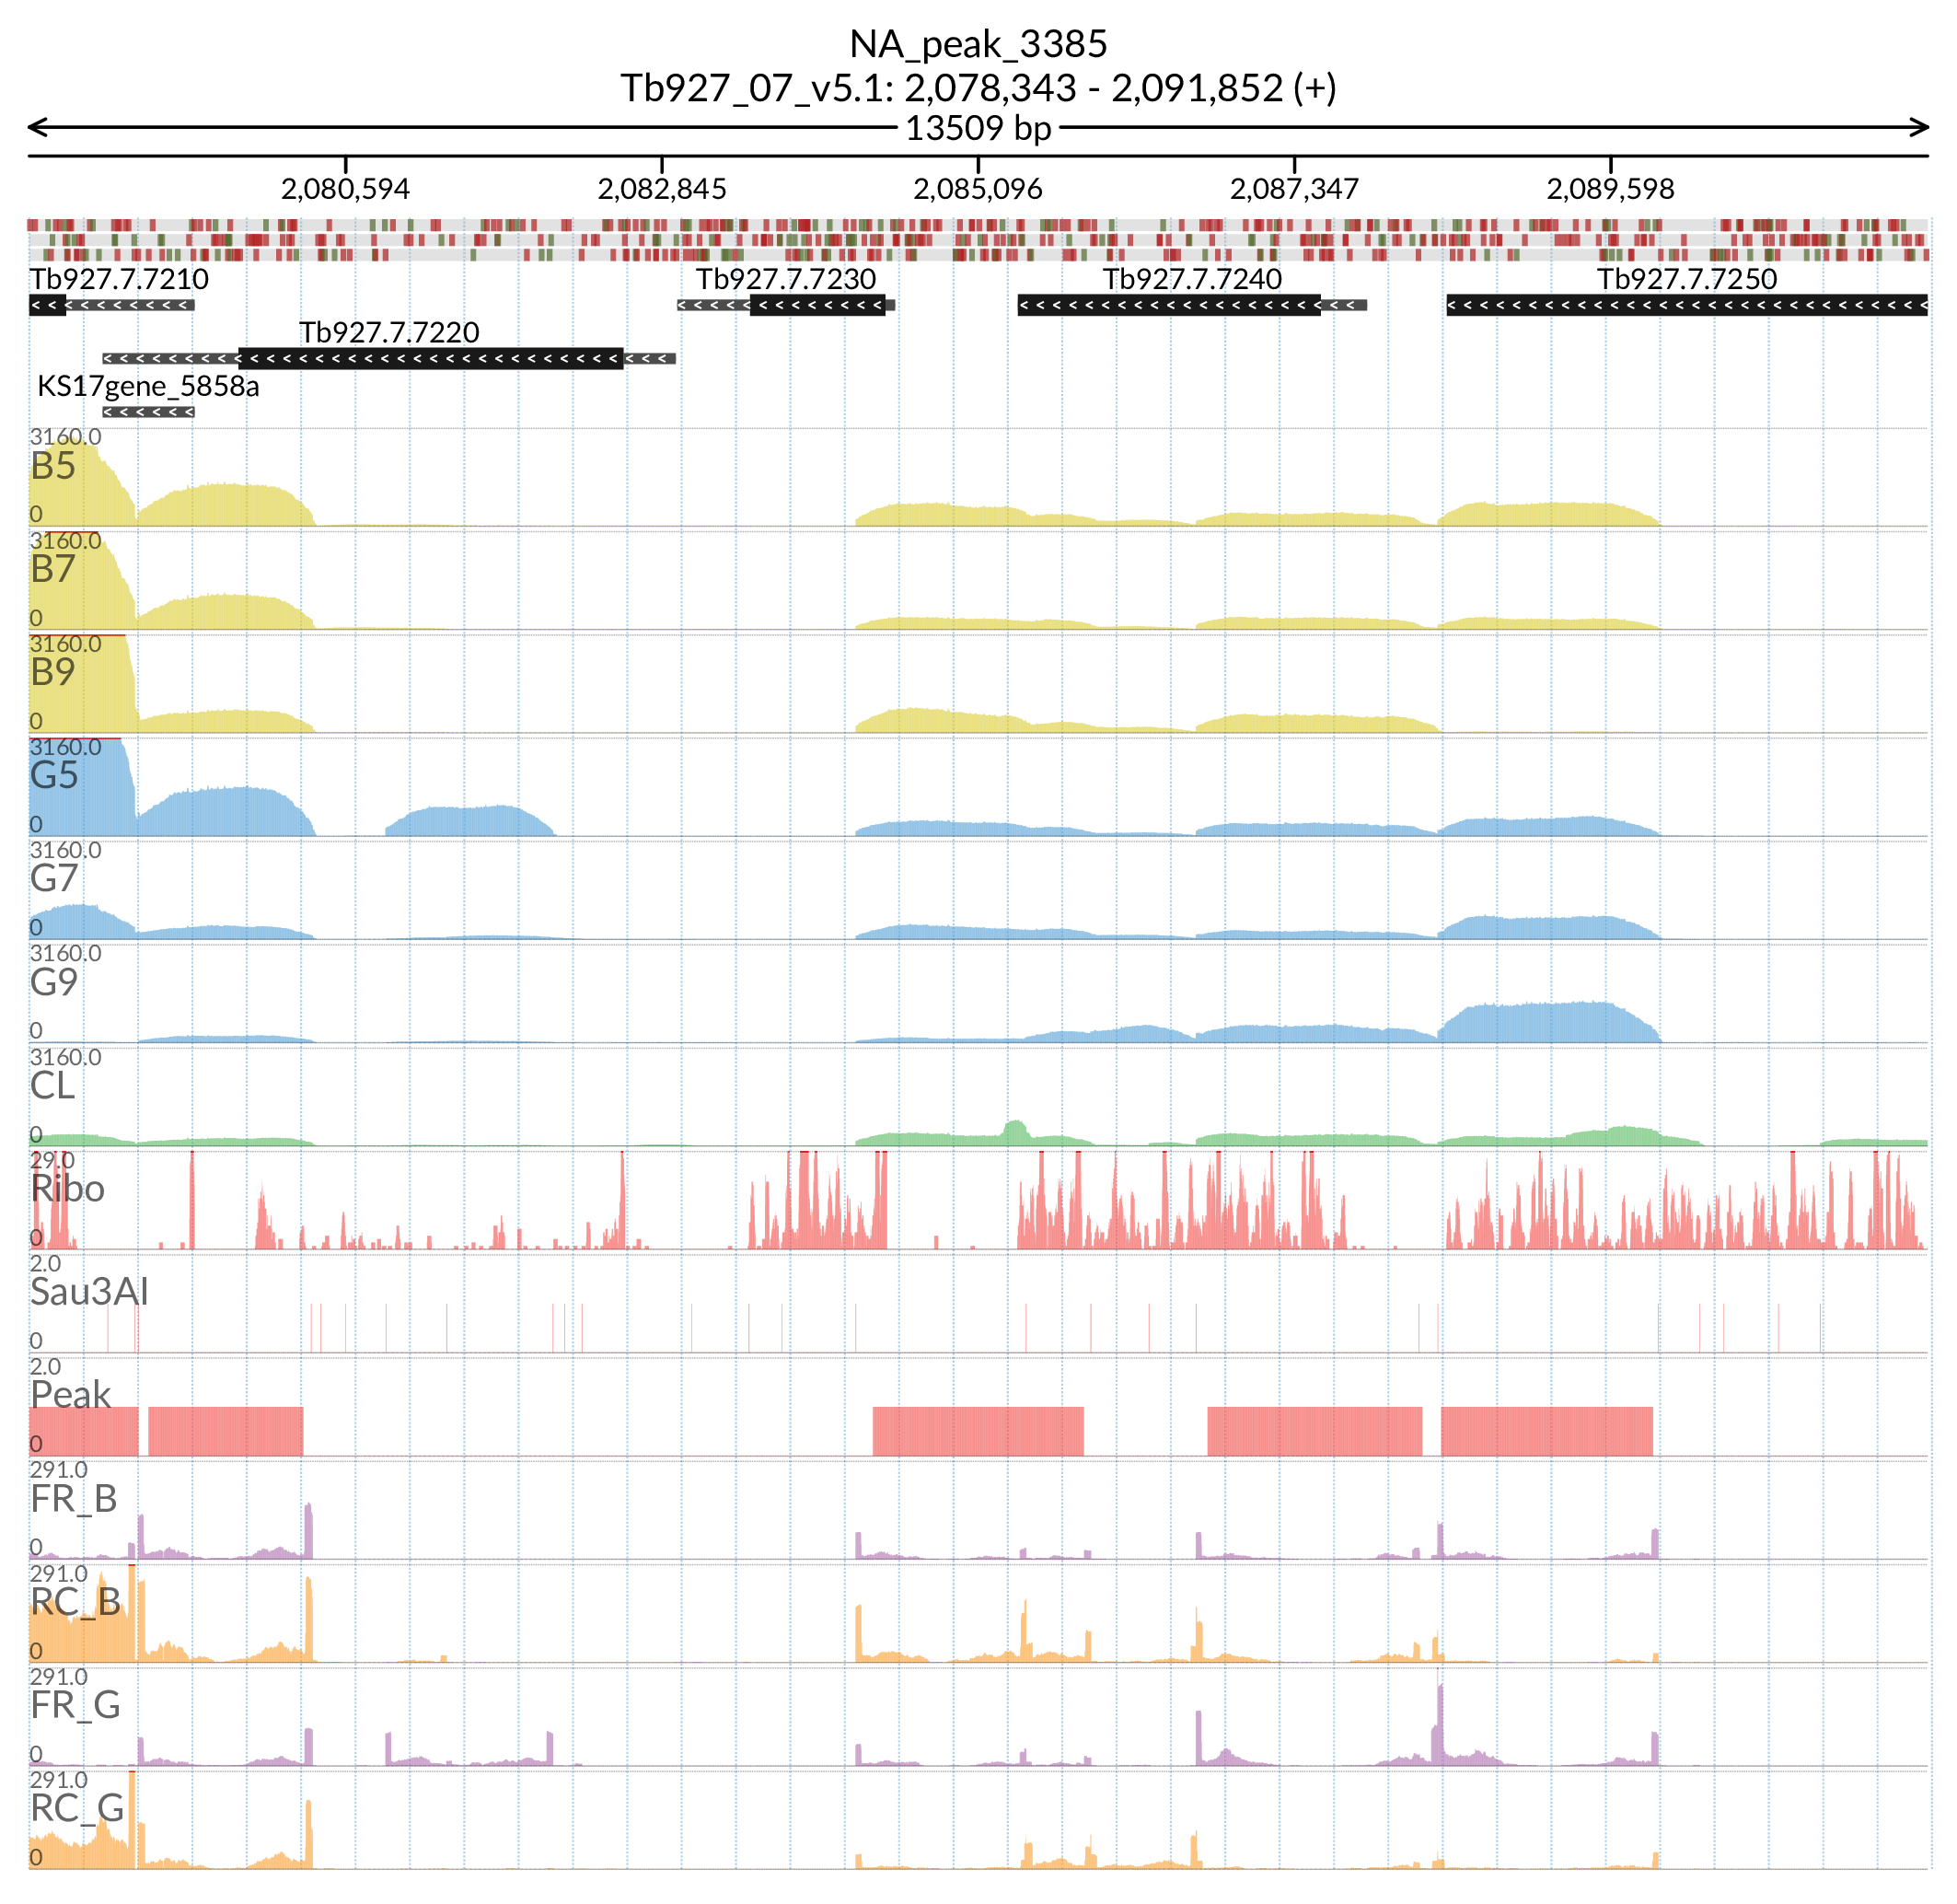 NA_peak_3385
Tb927_07_v5.1: 2,078,343 - 2,091,852 (+)
13509 bp
2,080,594 2,082,845 2,085,096 2,087,347 2,089,598
Tb927.7.7210 Tb927.7.7230 Tb927.7.7240 Tb927.7.7250
Tb927.7.7220
KS17gene_5858a
3160.0
B5
0
3160.0
B7
0
3160.0
B9
0
3160.0
G5
0
3160.0
G7
0
3160.0
G9
0
3160.0
CL
0
29.0
Ribo
0
2.0
Sau3AI
0
2.0
Peak
0
291.0
FR_B
0
291.0
RC_B
0
291.0
FR_G
0
291.0
RC_G
0